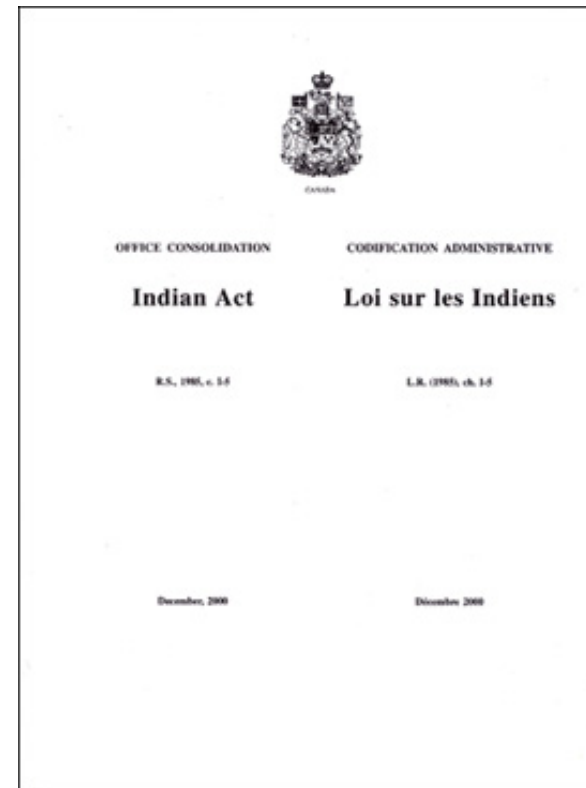 CANADA
OFFICE CONSOLIDATION
Indian Act
R.S., 1985, c. I-5
December, 2000
CODIFICATION ADMINISTRATIVE
Loi sur les Indiens
L.R. (1985), ch. I-5
Décembre 2000